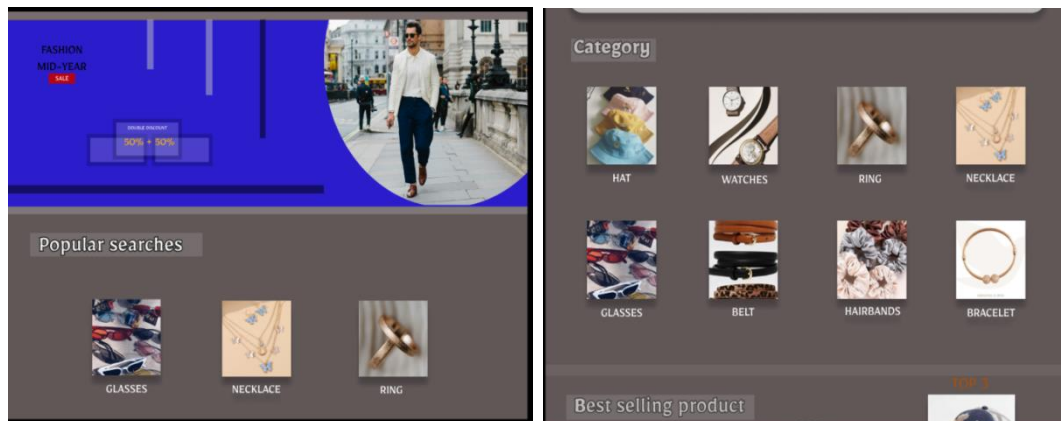 FASHION
MID-YEAR
SALE
DOUBLE DISCOUNT
50% + 50%
Popular searches
GLASSES NECKLACE RING
Category
HAT WATCHES RING NECKLACE
GLASSES BELT HAIRBANDS BRACELET
TOP 3
Best selling product